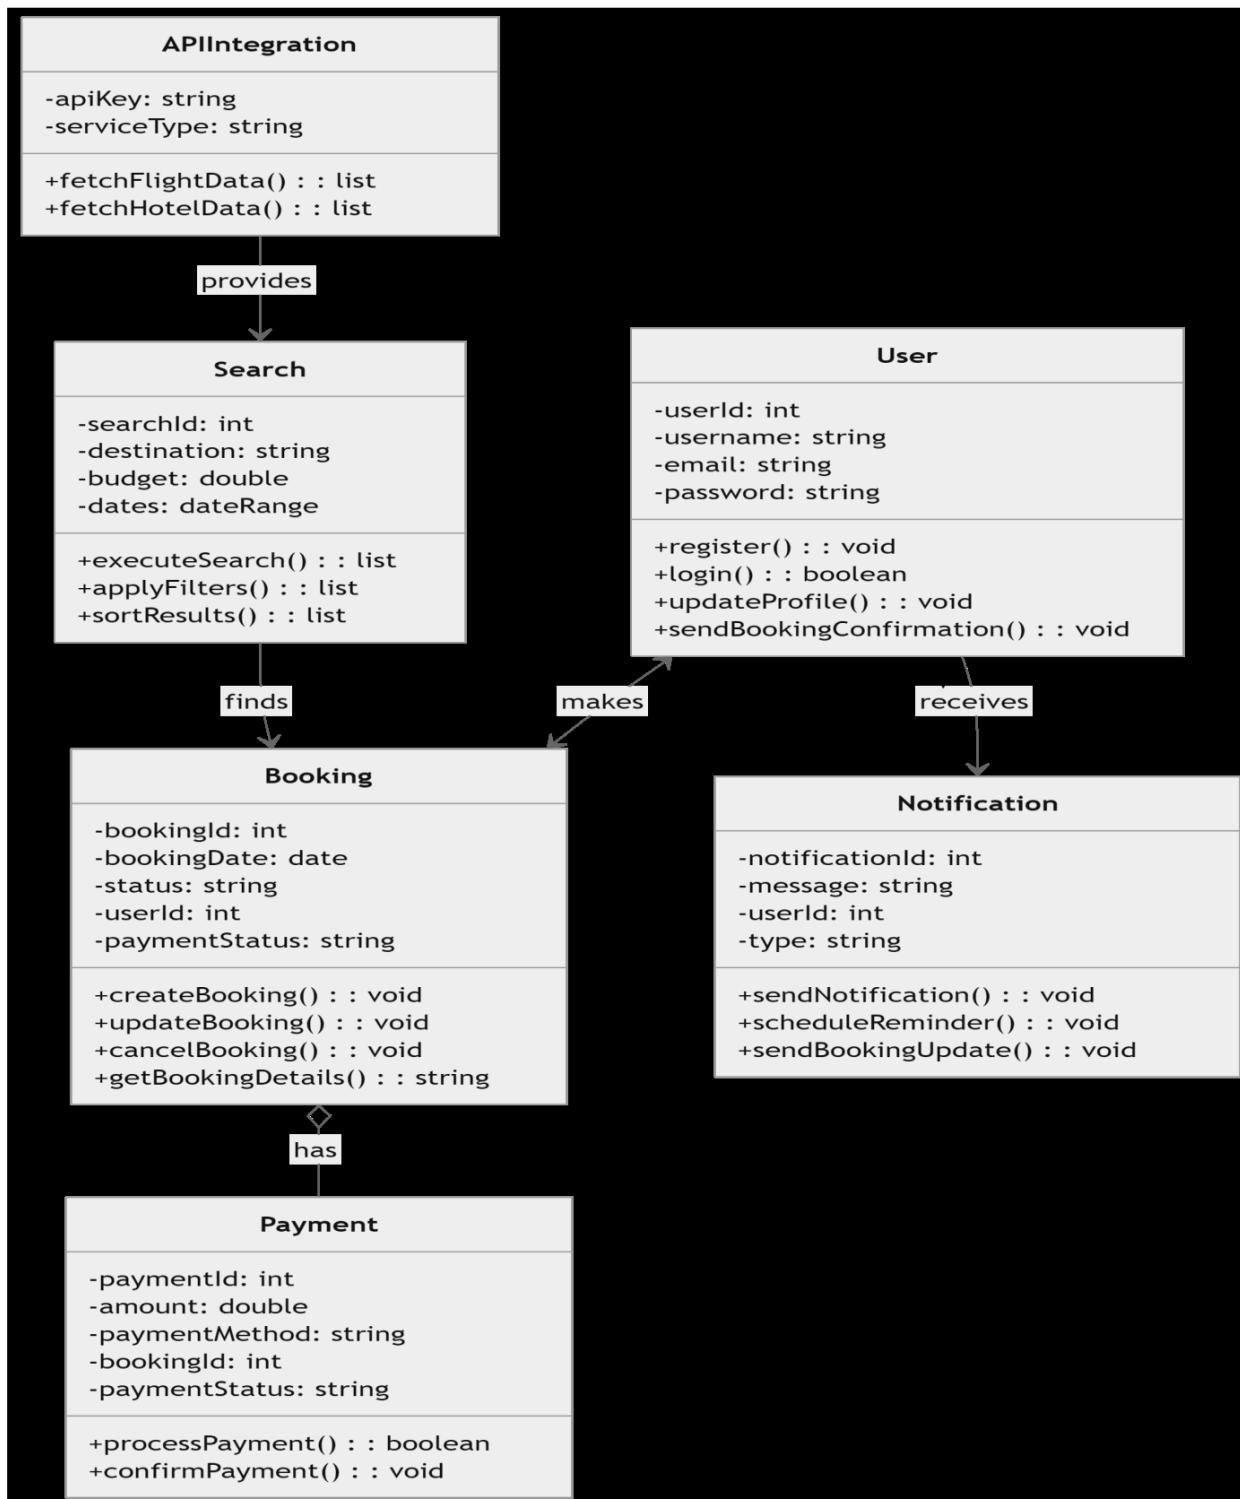 APIIntegration
-apiKey: string
-serviceType: string
+fetchFlightData() : : list
+fetchHotelData() : : list
provides
Search
-searchId: int
-destination: string
-budget: double
-dates: dateRange
+executeSearch() : : list
+applyFilters() : : list
+sortResults() : : list
User
-userId: int
-username: string
-email: string
-password: string
+register() : : void
+login() : : boolean
+updateProfile() : : void
+sendBookingConfirmation() : : void
finds
makes
receives
Booking
-bookingId: int
-bookingDate: date
-status: string
-userId: int
-paymentStatus: string
+createBooking() : : void
+updateBooking() : : void
+cancelBooking() : : void
+getBookingDetails() : : string
Notification
-notificationId: int
-message: string
-userId: int
-type: string
+sendNotification() : : void
+scheduleReminder() : : void
+sendBookingUpdate() : : void
has
Payment
-paymentId: int
-amount: double
-paymentMethod: string
-bookingId: int
-paymentStatus: string
+processPayment() : : boolean
+confirmPayment() : : void